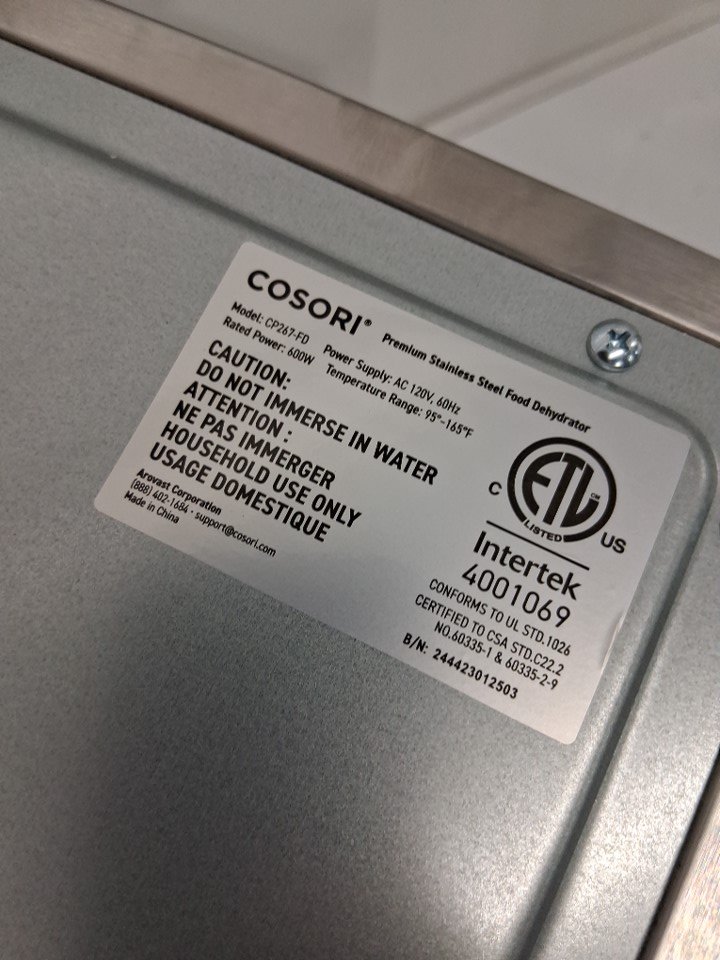 COSORI® Premium Stainless Steel Food Dehydrator
Model: CP267-FD Power Supply: AC 120V, 60Hz
Rated Power: 600W Temperature Range: 95°-165°F
CAUTION:
DO NOT IMMERSE IN WATER
ATTENTION :
NE PAS IMMERGER
HOUSEHOLD USE ONLY
USAGE DOMESTIQUE
Arovast Corporation
(888) 402-1684 · support@cosori.com
Made in China
C ETL CM US
LISTED
Intertek
4001069
CONFORMS TO UL STD.1026
CERTIFIED TO CSA STD.C22.2
NO.60335-1 & 60335-2-9
B/N: 244423012503